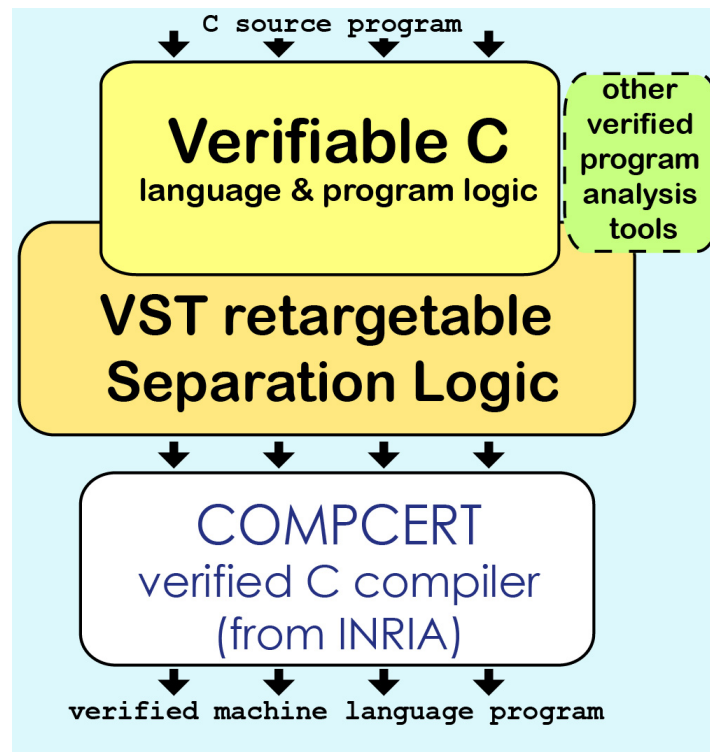 C source program
Verifiable C
language & program logic
other
verified
program
analysis
tools
VST retargetable
Separation Logic
COMPCERT
verified C compiler
(from INRIA)
verified machine language program